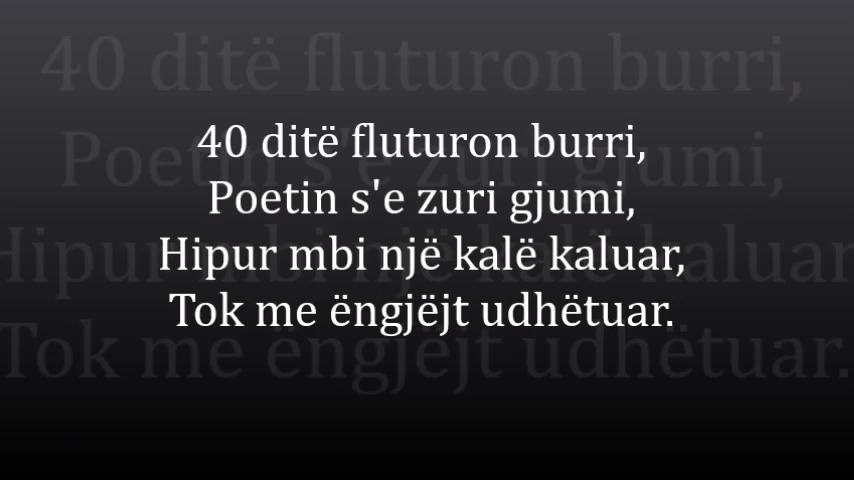 40 ditë fluturon burri,
Poetin s'e zuri gjumi,
Hipur mbi një kalë kaluar,
Tok me ëngjëjt udhëtuar.